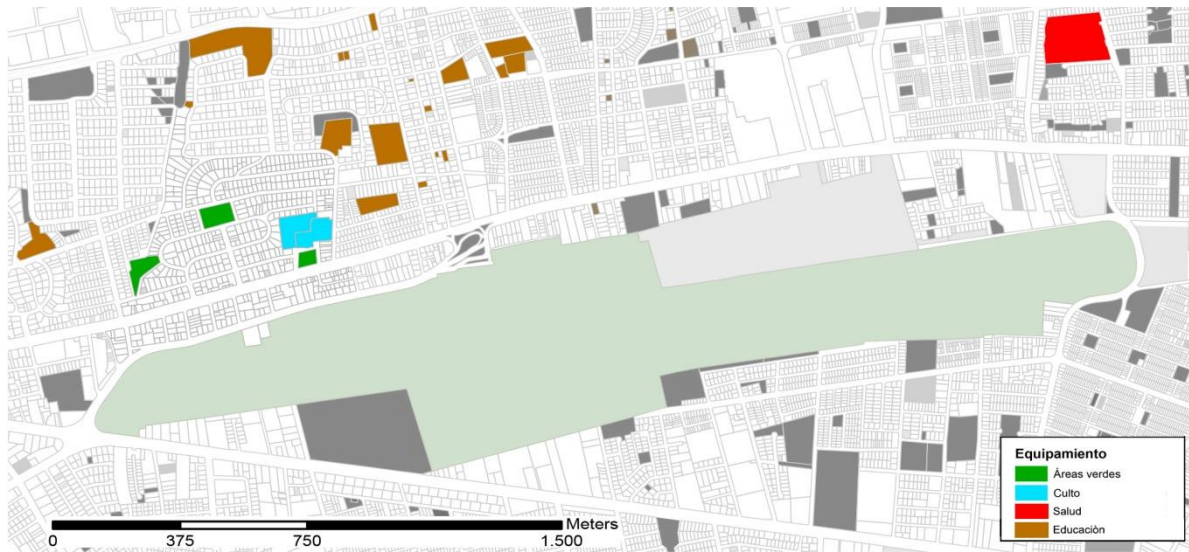 Equipamiento
Áreas verdes
Culto
Salud
Educaciòn
Meters
0 375 750 1.500